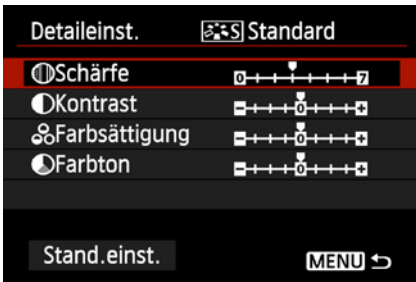 Detaileinst. S Standard
Schärfe 0 7
Kontrast 0
Farbsättigung 0
Farbton 0
Stand.einst. MENU